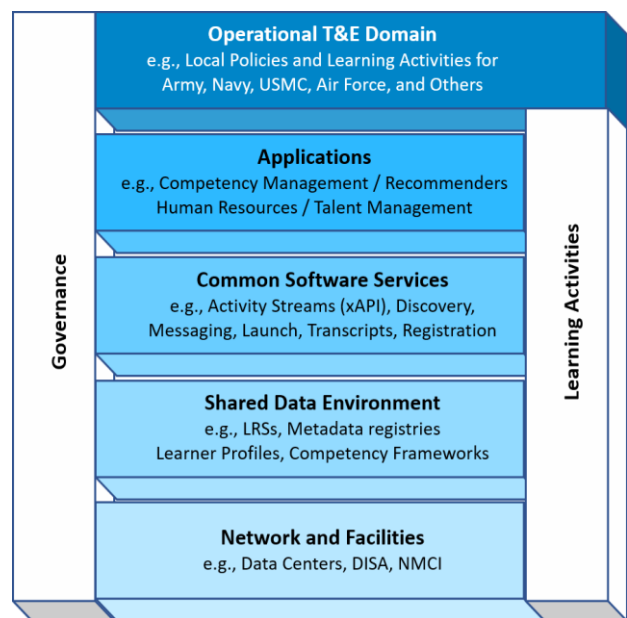 Operational T&E Domain
e.g., Local Policies and Learning Activities for
Army, Navy, USMC, Air Force, and Others
Governance
Applications
e.g., Competency Management / Recommenders
Human Resources / Talent Management
Common Software Services
e.g., Activity Streams (xAPI), Discovery,
Messaging, Launch, Transcripts, Registration
Shared Data Environment
e.g., LRSs, Metadata registries
Learner Profiles, Competency Frameworks
Network and Facilities
e.g., Data Centers, DISA, NMCI
Learning Activities